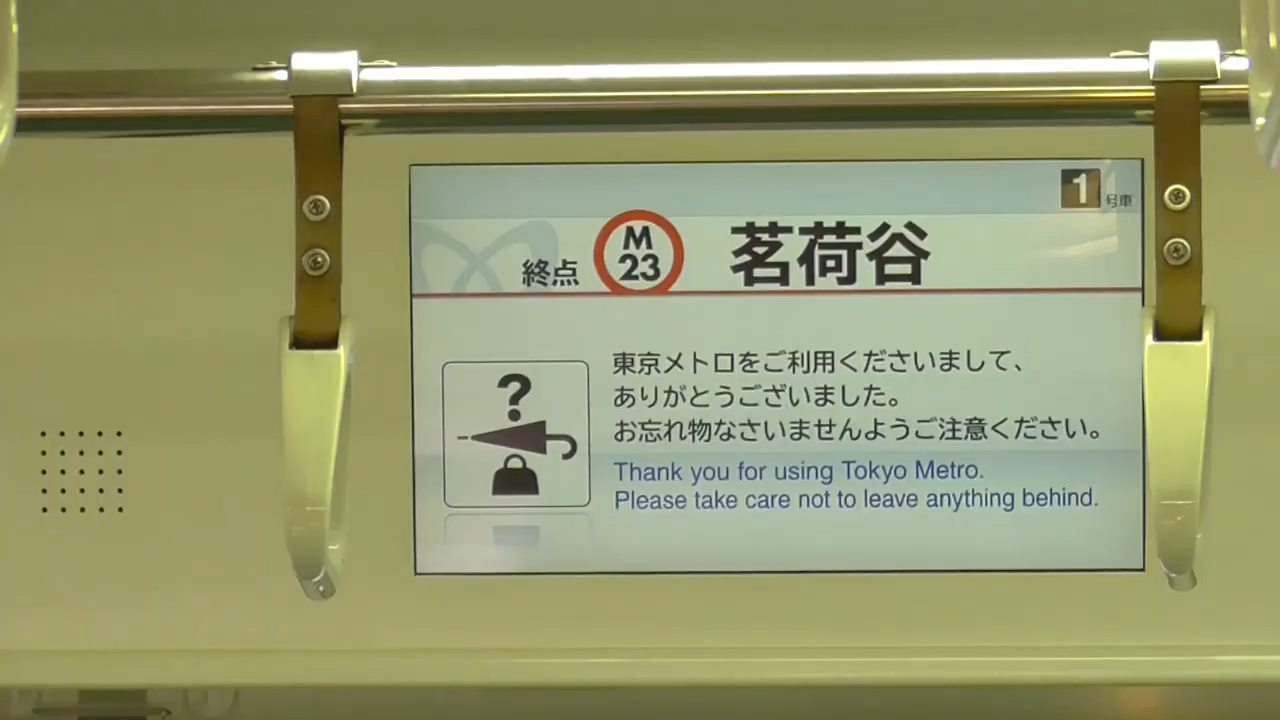 1号車
終点 M 23 茗荷谷
?
東京メトロをご利用くださいまして、
ありがとうございました。
お忘れ物なさいませんようご注意ください。
Thank you for using Tokyo Metro.
Please take care not to leave anything behind.